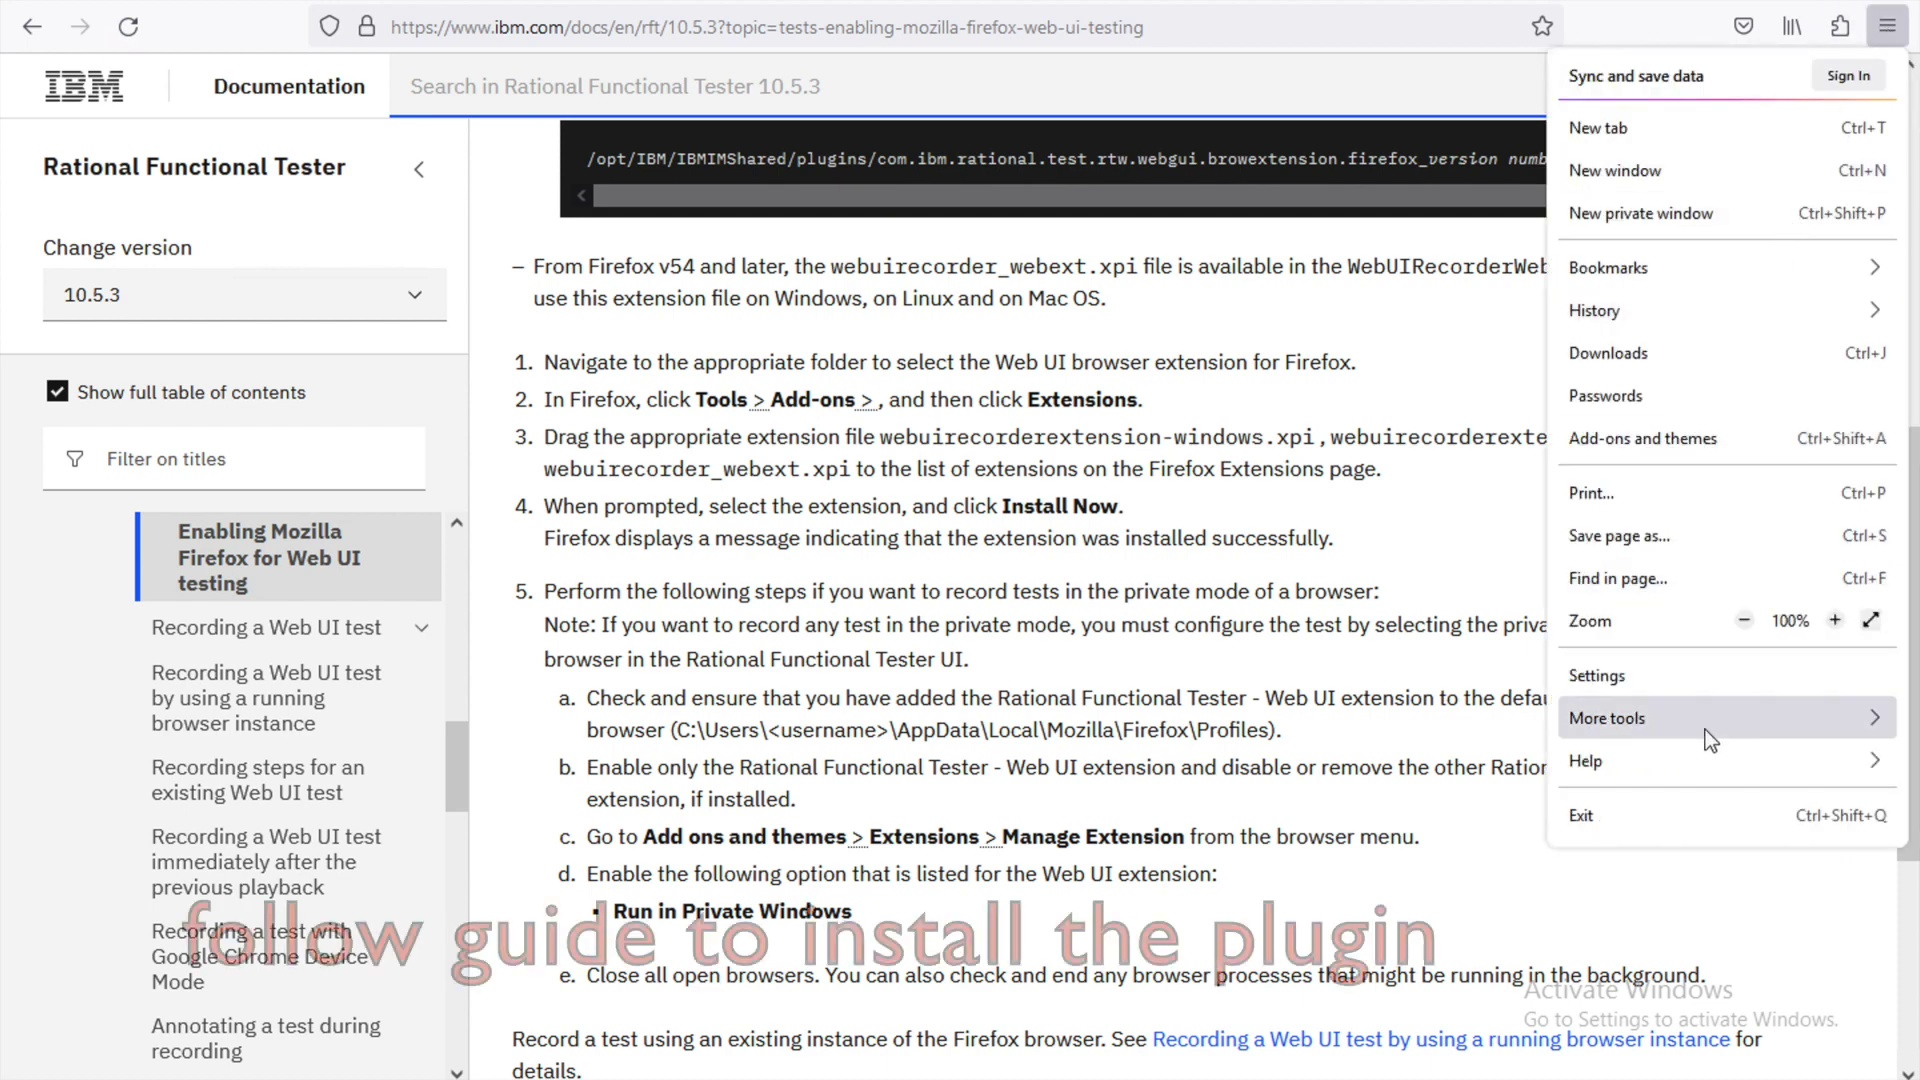 https://www.ibm.com/docs/en/rft/10.5.3?topic=tests-enabling-mozilla-firefox-web-ui-testing
IBM
Documentation
Search in Rational Functional Tester 10.5.3
Rational Functional Tester
Change version
10.5.3
Show full table of contents
Filter on titles
Enabling Mozilla
Firefox for Web UI
testing
Recording a Web UI test
Recording a Web UI test
by using a running
browser instance
Recording steps for an
existing Web UI test
Recording a Web UI test
immediately after the
previous playback
Recording a test with
Google Chrome Device
Mode
Annotating a test during
recording
/opt/IBM/IBMIMShared/plugins/com.ibm.rational.test.rtw.webgui.browextension.firefox_version numb
– From Firefox v54 and later, the webuirecorder_webext.xpi file is available in the WebUIRecorderWeb
use this extension file on Windows, on Linux and on Mac OS.
1. Navigate to the appropriate folder to select the Web UI browser extension for Firefox.
2. In Firefox, click Tools > Add-ons > , and then click Extensions.
3. Drag the appropriate extension file webuirecorderextension-windows.xpi, webuirecorderexte
webuirecorder_webext.xpi to the list of extensions on the Firefox Extensions page.
4. When prompted, select the extension, and click Install Now.
Firefox displays a message indicating that the extension was installed successfully.
5. Perform the following steps if you want to record tests in the private mode of a browser:
Note: If you want to record any test in the private mode, you must configure the test by selecting the priva
browser in the Rational Functional Tester UI.
a. Check and ensure that you have added the Rational Functional Tester - Web UI extension to the defau
browser (C:\Users\<username>\AppData\Local\Mozilla\Firefox\Profiles).
b. Enable only the Rational Functional Tester - Web UI extension and disable or remove the other Ration
extension, if installed.
c. Go to Add ons and themes > Extensions > Manage Extension from the browser menu.
d. Enable the following option that is listed for the Web UI extension:
▪ Run in Private Windows
e. Close all open browsers. You can also check and end any browser processes that might be running in the background.
Record a test using an existing instance of the Firefox browser. See Recording a Web UI test by using a running browser instance for
details.
follow guide to install the plugin
Sync and save data Sign In
New tab Ctrl+T
New window Ctrl+N
New private window Ctrl+Shift+P
Bookmarks
History
Downloads Ctrl+J
Passwords
Add-ons and themes Ctrl+Shift+A
Print... Ctrl+P
Save page as... Ctrl+S
Find in page... Ctrl+F
Zoom − 100% +
Settings
More tools
Help
Exit Ctrl+Shift+Q
Activate Windows
Go to Settings to activate Windows.